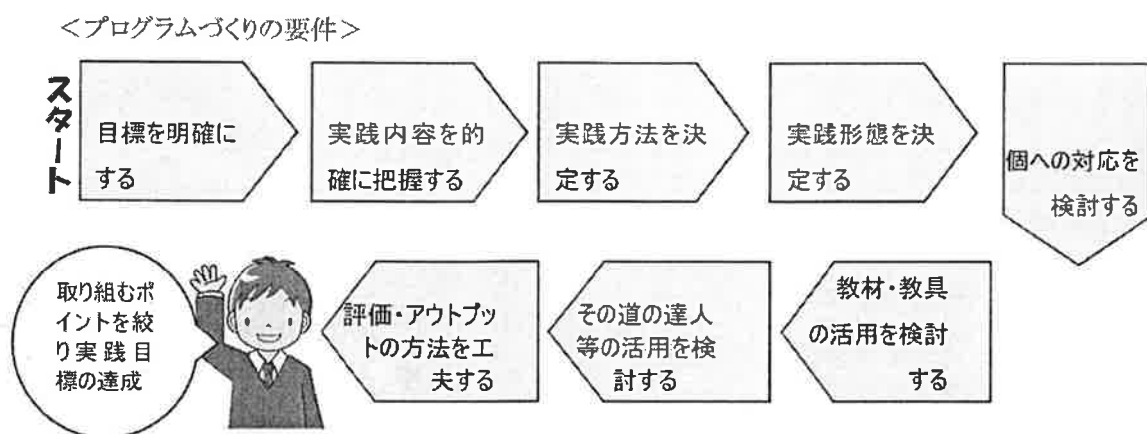 ＜プログラムづくりの要件＞
スタート
目標を明確に
する
実践内容を的
確に把握する
実践方法を決
定する
実践形態を決
定する
個への対応を
検討する
教材・教具
の活用を検討
する
その道の達人
等の活用を検
討する
評価・アウトプッ
トの方法を工
夫する
取り組むポ
イントを絞
り実践目
標の達成